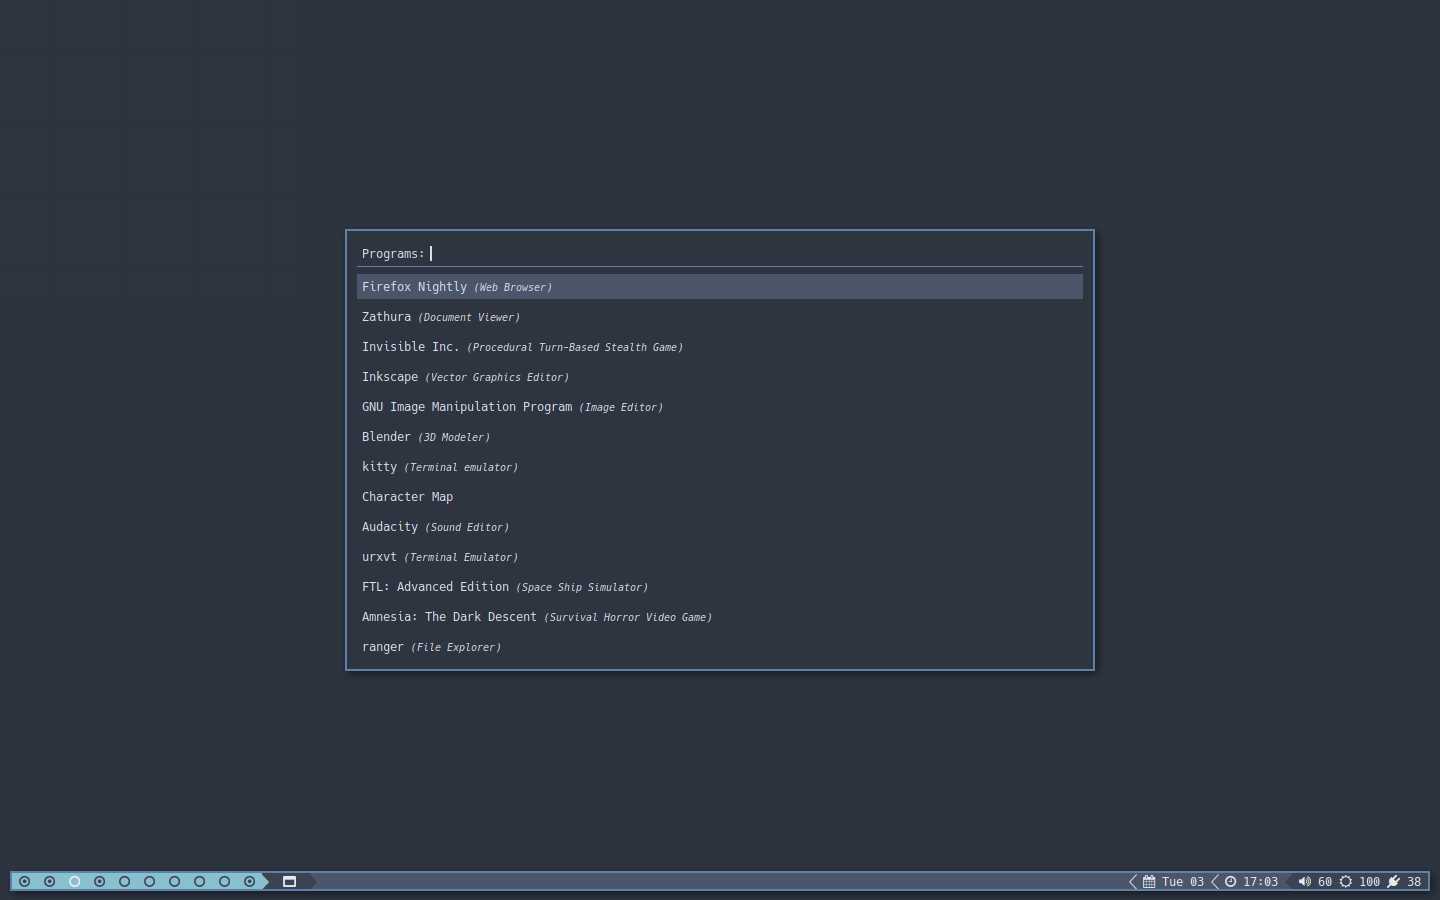 Programs:
Firefox Nightly (Web Browser)
Zathura (Document Viewer)
Invisible Inc. (Procedural Turn-Based Stealth Game)
Inkscape (Vector Graphics Editor)
GNU Image Manipulation Program (Image Editor)
Blender (3D Modeler)
kitty (Terminal emulator)
Character Map
Audacity (Sound Editor)
urxvt (Terminal Emulator)
FTL: Advanced Edition (Space Ship Simulator)
Amnesia: The Dark Descent (Survival Horror Video Game)
ranger (File Explorer)
Tue 03 17:03 60 100 38